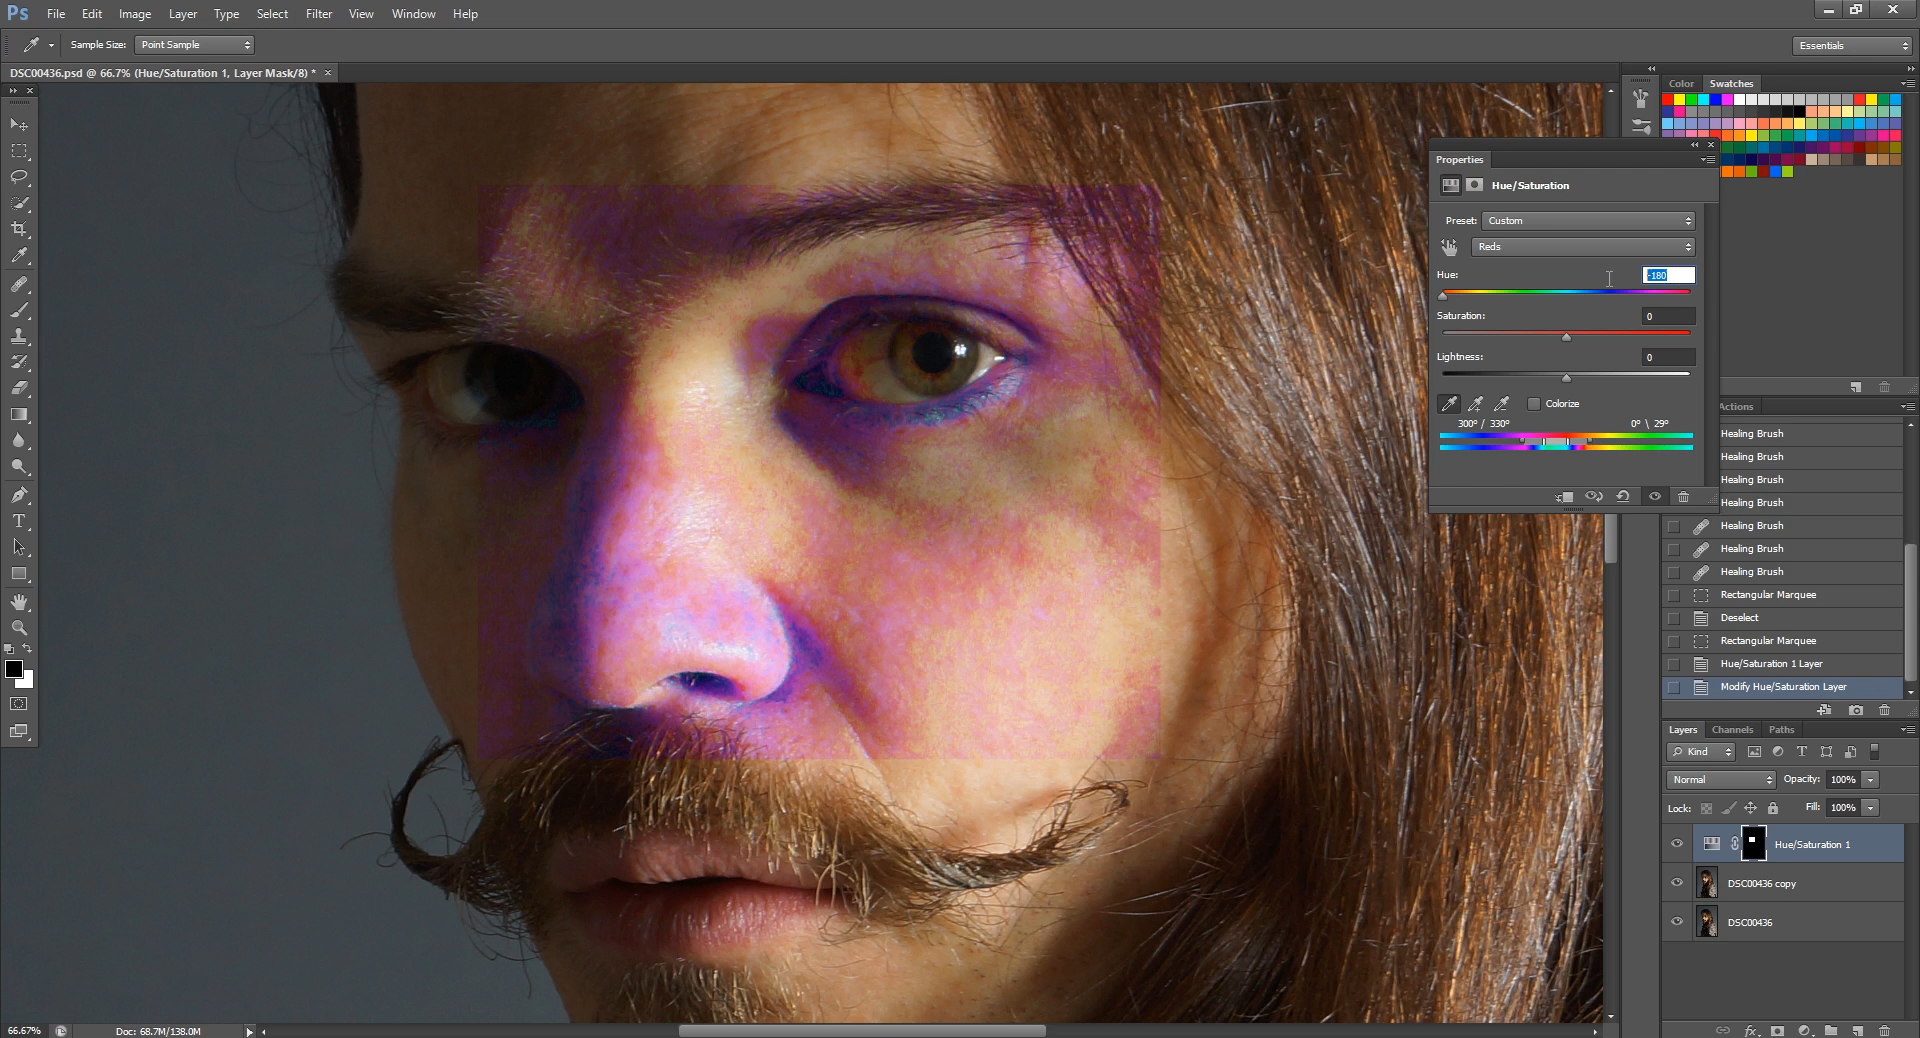 Ps File Edit Image Layer Type Select Filter View Window Help
Sample Size: Point Sample
Essentials
DSC00436.psd @ 66.7% (Hue/Saturation 1, Layer Mask/8) * ×
Color Swatches
Properties
Hue/Saturation
Preset: Custom
Reds
Hue: -180
Saturation: 0
Lightness: 0
Colorize
300° / 330° 0° \ 29°
Actions
Healing Brush
Healing Brush
Healing Brush
Healing Brush
Healing Brush
Healing Brush
Healing Brush
Rectangular Marquee
Deselect
Rectangular Marquee
Hue/Saturation 1 Layer
Modify Hue/Saturation Layer
Layers Channels Paths
Kind
Normal Opacity: 100%
Lock: Fill: 100%
Hue/Saturation 1
DSC00436 copy
DSC00436
fx
66.67% Doc: 68.7M/138.0M